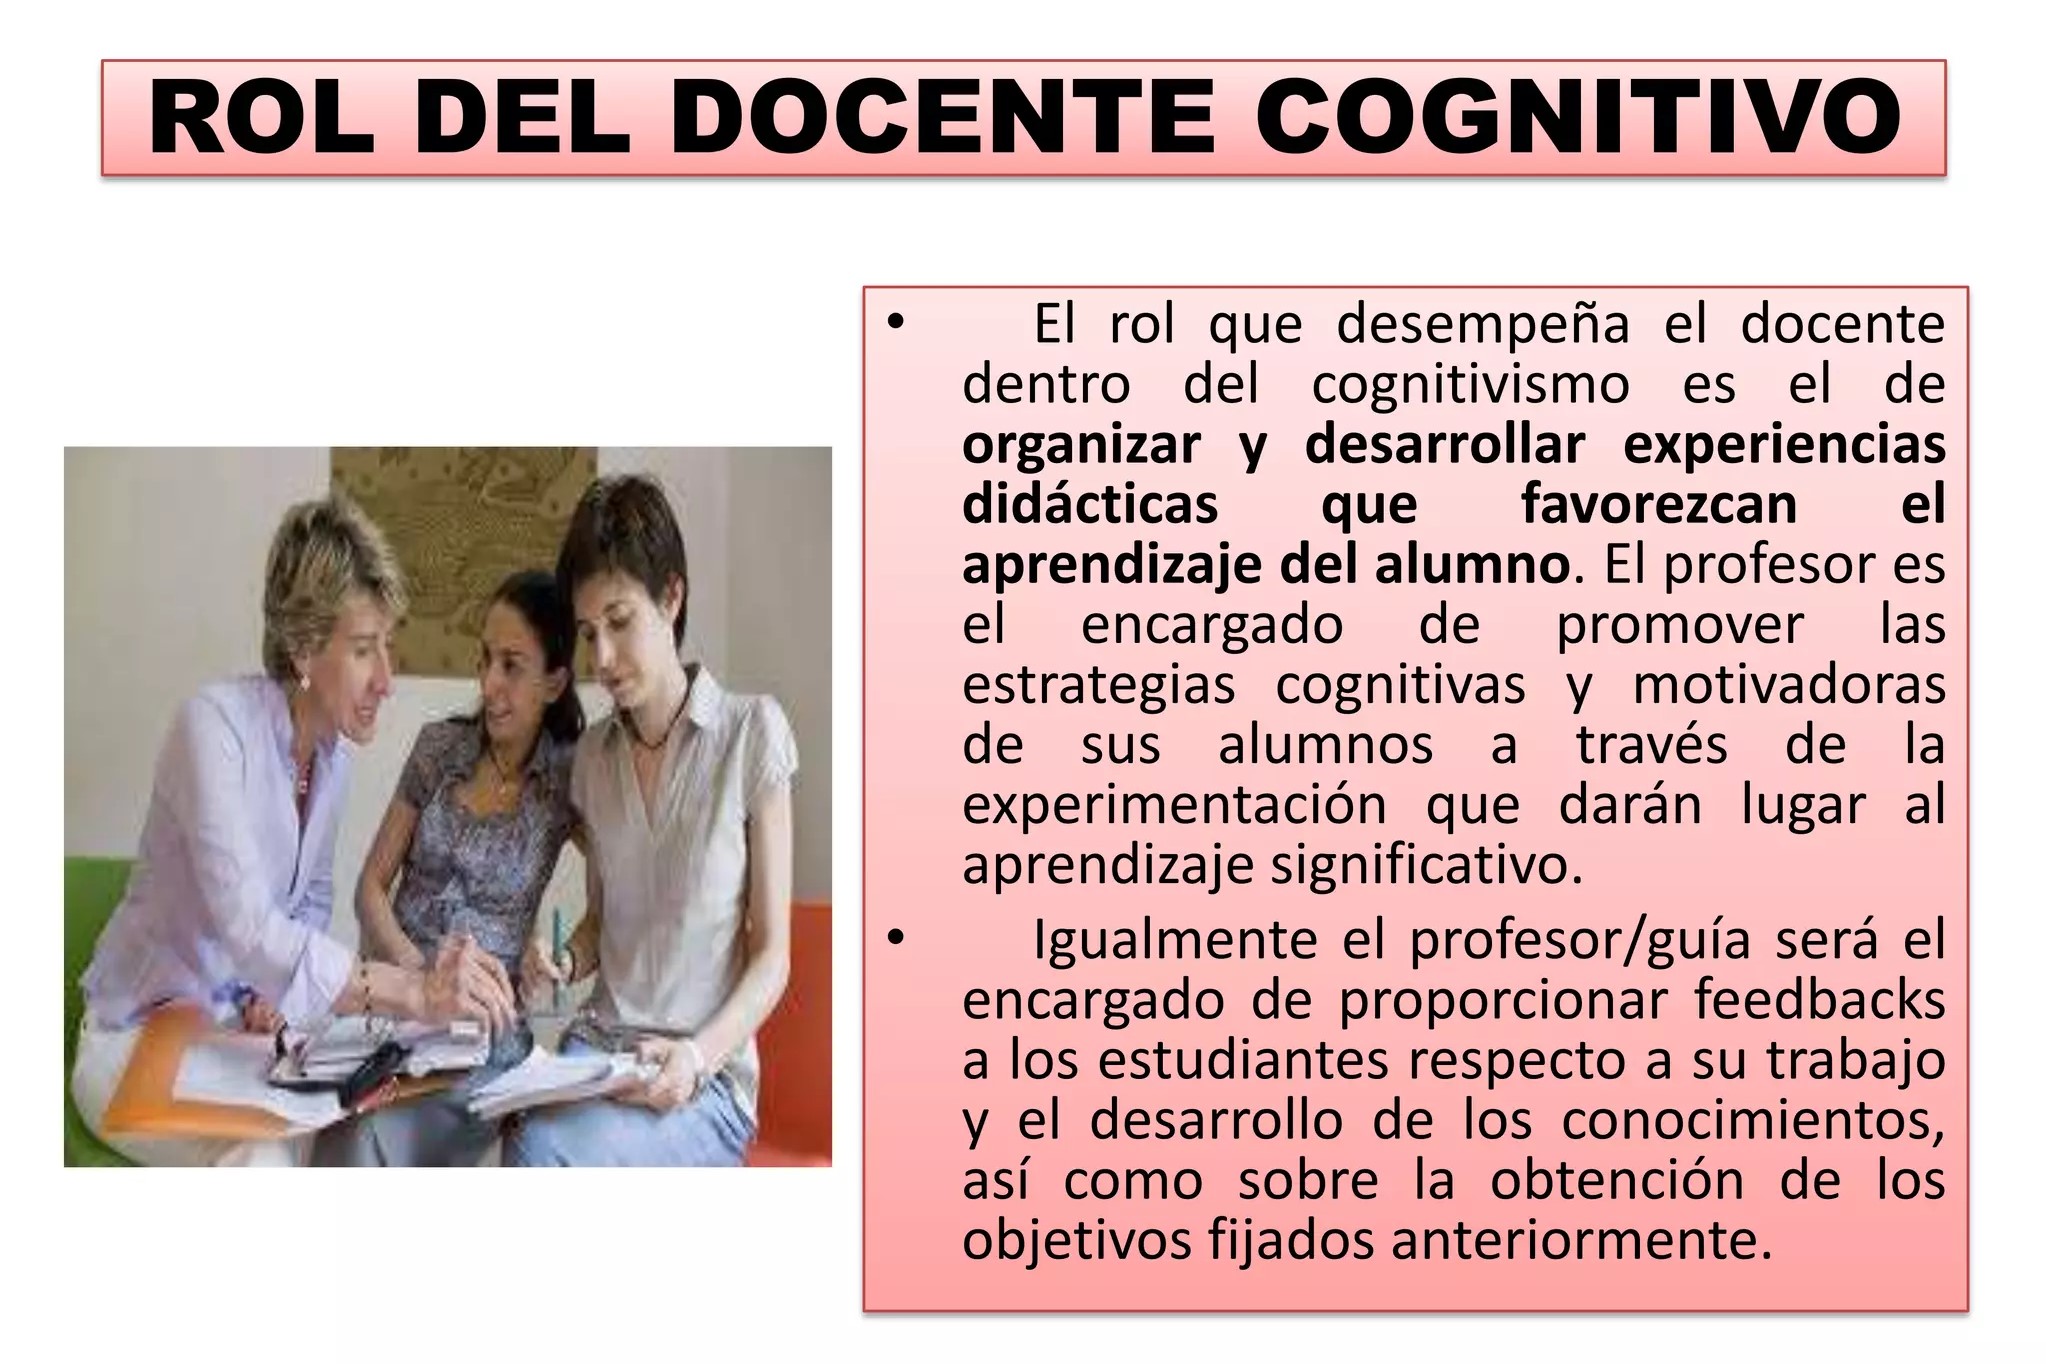 ROL DEL DOCENTE COGNITIVO
• El rol que desempeña el docente
dentro del cognitivismo es el de
organizar y desarrollar experiencias
didácticas que favorezcan el
aprendizaje del alumno. El profesor es
el encargado de promover las
estrategias cognitivas y motivadoras
de sus alumnos a través de la
experimentación que darán lugar al
aprendizaje significativo.
• Igualmente el profesor/guía será el
encargado de proporcionar feedbacks
a los estudiantes respecto a su trabajo
y el desarrollo de los conocimientos,
así como sobre la obtención de los
objetivos fijados anteriormente.